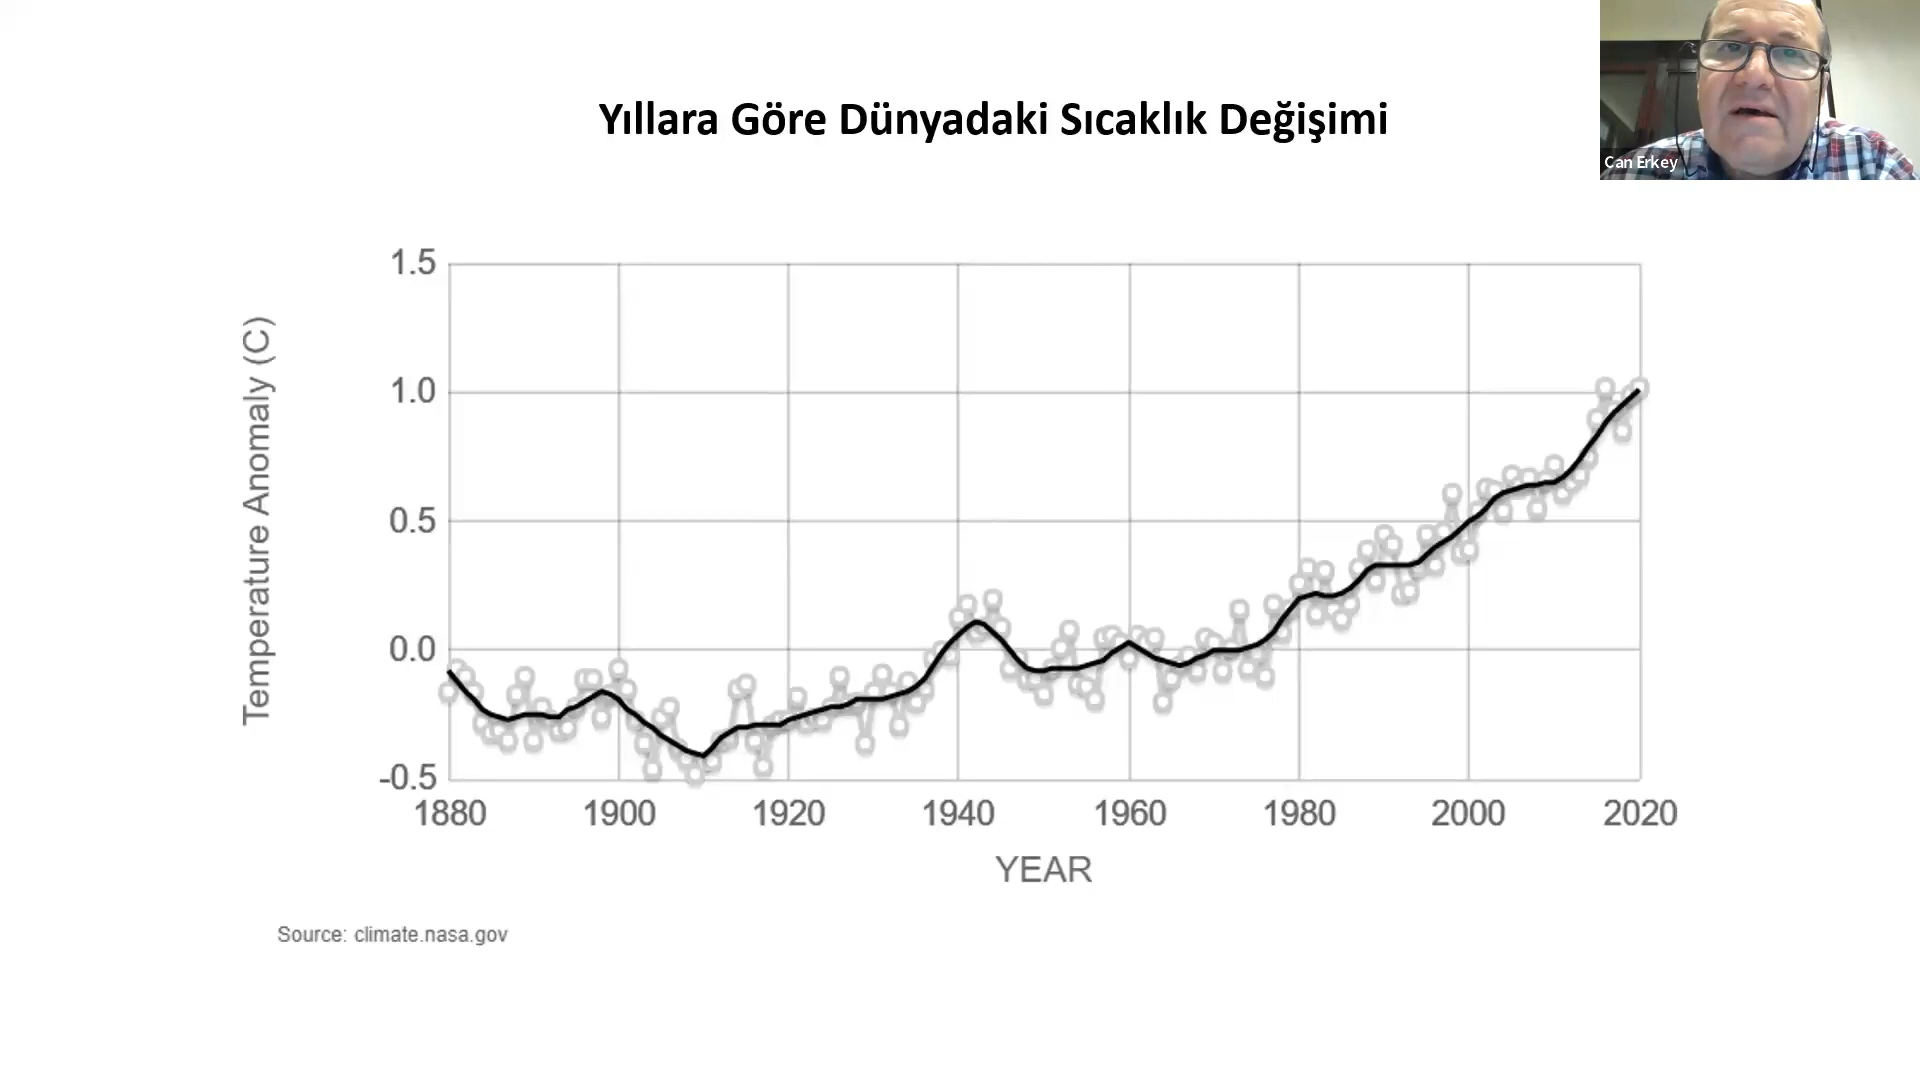 Yıllara Göre Dünyadaki Sıcaklık Değişimi
Can Erkey
Temperature Anomaly (C)
1.5
1.0
0.5
0.0
-0.5
1880 1900 1920 1940 1960 1980 2000 2020
YEAR
Source: climate.nasa.gov